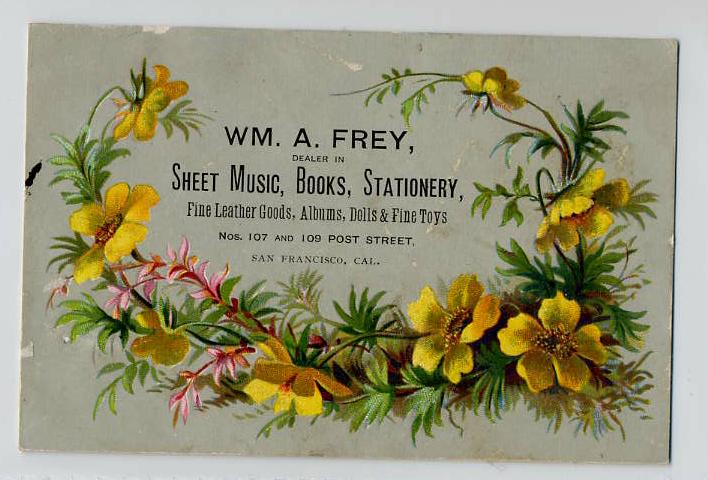 WM. A. FREY,
DEALER IN
SHEET MUSIC, BOOKS, STATIONERY,
Fine Leather Goods, Albums, Dolls & Fine Toys
Nos. 107 AND 109 POST STREET,
SAN FRANCISCO, CAL.